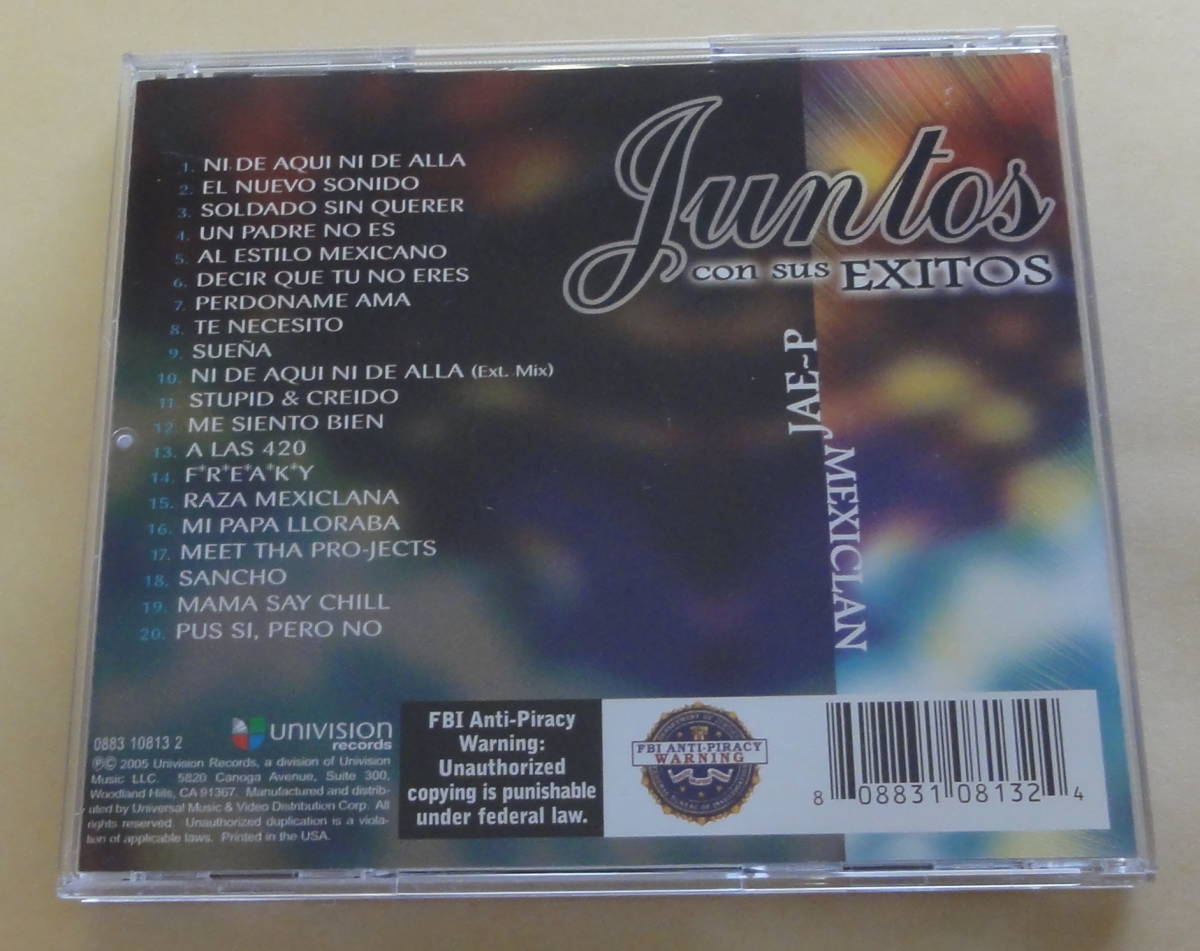 1. NI DE AQUI NI DE ALLA
2. EL NUEVO SONIDO
3. SOLDADO SIN QUERER
4. UN PADRE NO ES
5. AL ESTILO MEXICANO
6. DECIR QUE TU NO ERES
7. PERDONAME AMA
8. TE NECESITO
9. SUEÑA
10. NI DE AQUI NI DE ALLA (Ext. Mix)
11. STUPID & CREIDO
12. ME SIENTO BIEN
13. A LAS 420
14. F*R*E*A*K*Y
15. RAZA MEXICLANA
16. MI PAPA LLORABA
17. MEET THA PRO-JECTS
18. SANCHO
19. MAMA SAY CHILL
20. PUS SI, PERO NO
Juntos
con sus EXITOS
JAE~P
MEXICLAN
0883 10813 2
UNIVISION
records
℗© 2005 Univision Records, a division of Univision
Music LLC. 5820 Canoga Avenue, Suite 300,
Woodland Hills, CA 91367. Manufactured and distrib-
uted by Universal Music & Video Distribution Corp. All
rights reserved. Unauthorized duplication is a viola-
tion of applicable laws. Printed in the USA.
FBI Anti-Piracy
Warning:
Unauthorized
copying is punishable
under federal law.
FBI ANTI-PIRACY
WARNING
8 08831 08132 4